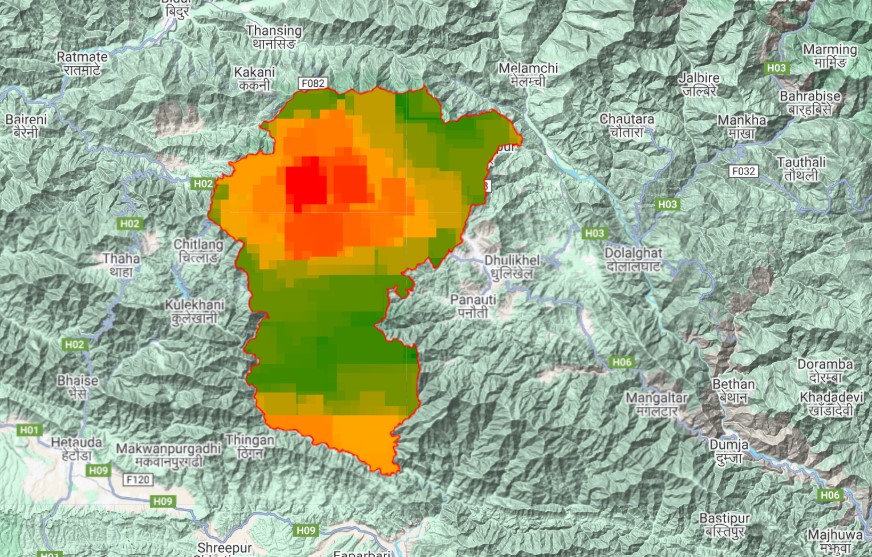 बिदुर
Thansing
थानसिङ
Ratmate
रातमाटे
Kakani
ककनी
F082
Melamchi
मेलम्ची
Marming
मार्मिङ
H03
Jalbire
जल्बिरे
Bahrabise
बाह्रबिसे
Baireni
बैरेनी
Chautara
चौतारा
Mankha
माखा
Tauthali
तौथली
F032
H02
H03
H02
Chitlang
चित्लाङ
Thaha
थाहा
H03
Dhulikhel
धुलिखेल
Dolalghat
दोलालघाट
Panauti
पनौती
Kulekhani
कुलेखानी
H02
H06
Bhaise
भैसे
Doramba
दोरम्बा
Bethan
बेथान
Mangaltar
मंगलटार
Khadadevi
खाँडादेवी
H01
Hetauda
हेटौडा
Makwanpurgadhi
मकवानपुरगढी
Thingan
ठिंगन
Dumja
दुम्जा
H09
F120
H09
H06
Bastipur
बास्तिपुर
H09
Majhuwa
मझुवा
Shreepur
H01